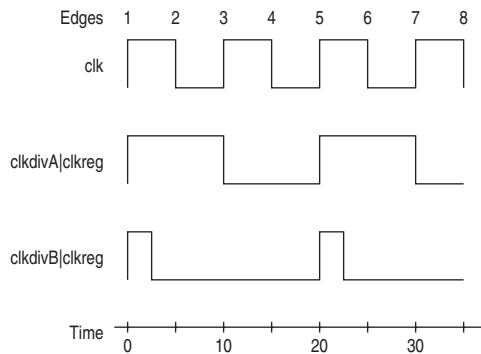 Edges 1 2 3 4 5 6 7 8
clk
clkdivA|clkreg
clkdivB|clkreg
Time
0 10 20 30